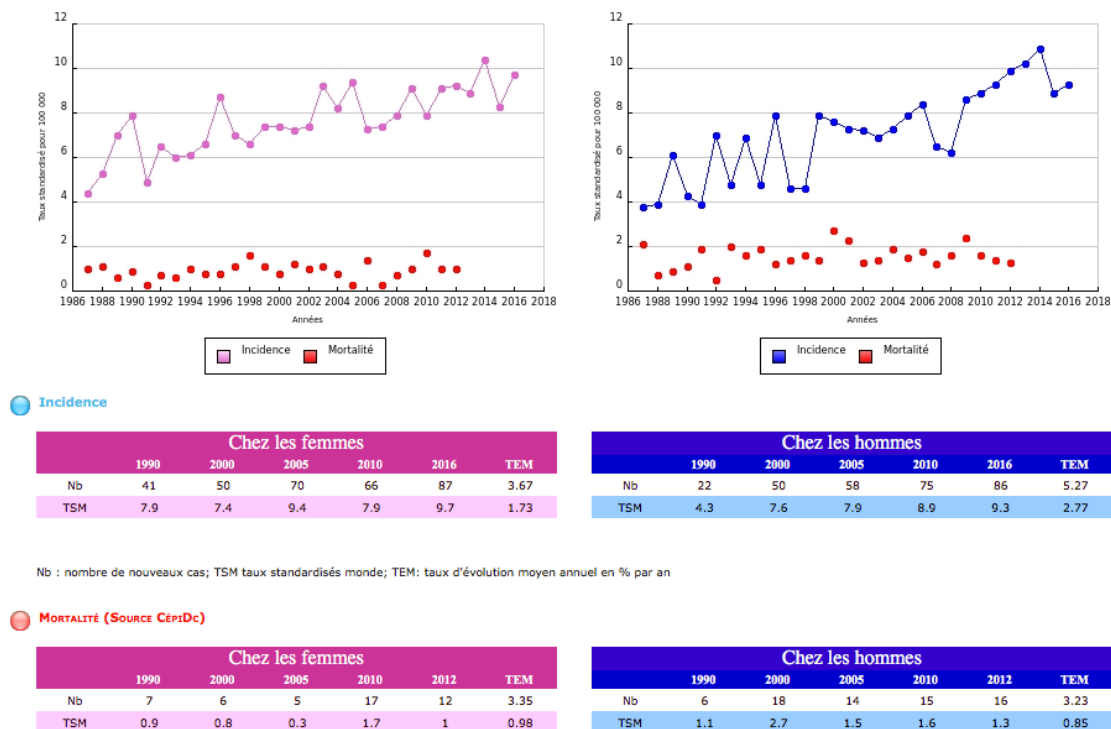 12
10
8
6
4
2
0
Taux standardisé pour 100 000
1986 1988 1990 1992 1994 1996 1998 2000 2002 2004 2006 2008 2010 2012 2014 2016 2018
Années
Incidence Mortalité
12
10
8
6
4
2
0
Taux standardisé pour 100 000
1986 1988 1990 1992 1994 1996 1998 2000 2002 2004 2006 2008 2010 2012 2014 2016 2018
Années
Incidence Mortalité
Incidence
Chez les femmes
1990 2000 2005 2010 2016 TEM
Nb 41 50 70 66 87 3.67
TSM 7.9 7.4 9.4 7.9 9.7 1.73
Chez les hommes
1990 2000 2005 2010 2016 TEM
Nb 22 50 58 75 86 5.27
TSM 4.3 7.6 7.9 8.9 9.3 2.77
Nb : nombre de nouveaux cas; TSM taux standardisés monde; TEM: taux d'évolution moyen annuel en % par an
Mortalité (Source CépiDc)
Chez les femmes
1990 2000 2005 2010 2012 TEM
Nb 7 6 5 17 12 3.35
TSM 0.9 0.8 0.3 1.7 1 0.98
Chez les hommes
1990 2000 2005 2010 2012 TEM
Nb 6 18 14 15 16 3.23
TSM 1.1 2.7 1.5 1.6 1.3 0.85